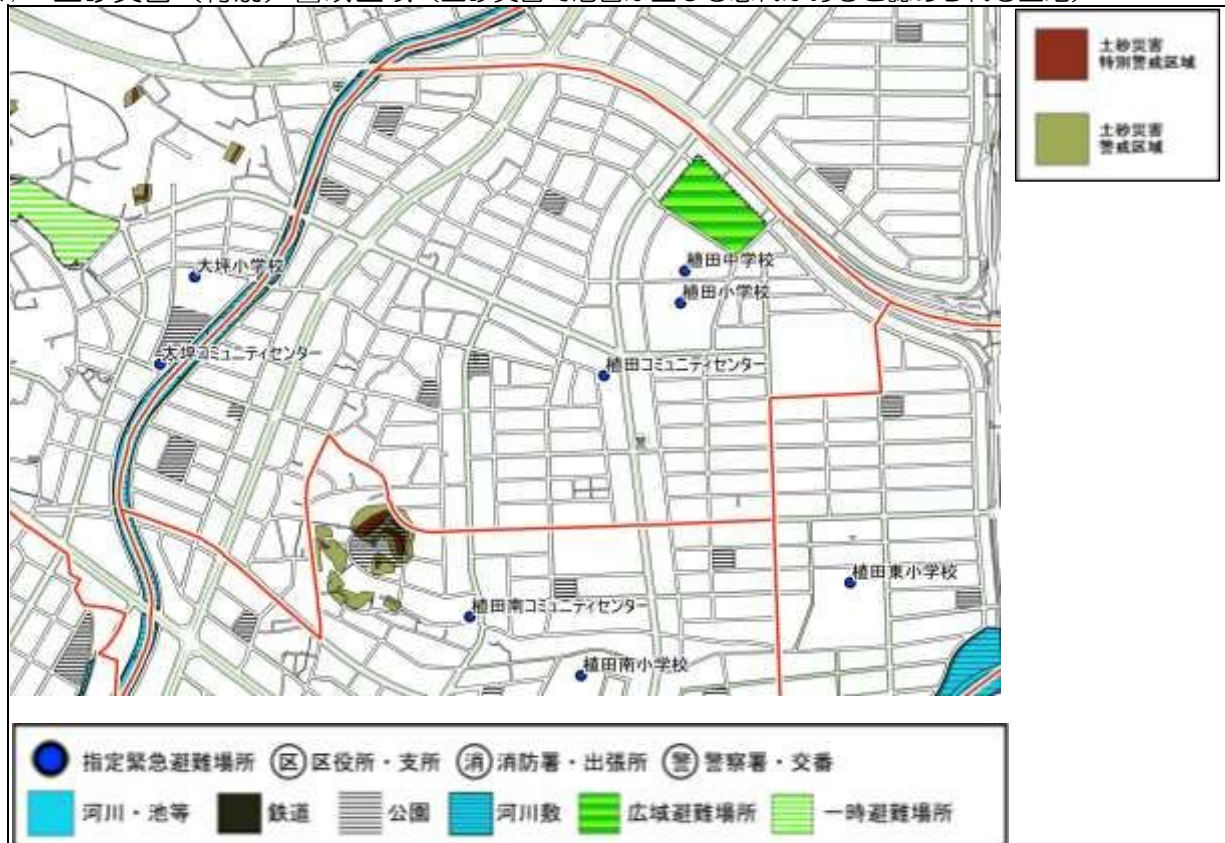 土砂災害(特別)警戒区域(土砂災害で危害が生じる恐れがあると認められる土地)
土砂災害
特別警戒区域
土砂災害
警戒区域
大坪小学校
植田中学校
植田小学校
大坪コミュニティセンター
植田コミュニティセンター
植田東小学校
植田南コミュニティセンター
植田南小学校
指定緊急避難場所 区 区役所・支所 消 消防署・出張所 警 警察署・交番
河川・池等 鉄道 公園 河川敷 広域避難場所 一時避難場所